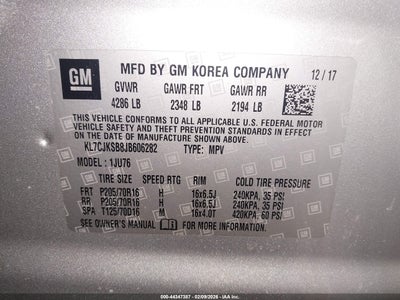 GM
MFD BY GM KOREA COMPANY 12/17
GVWR GAWR FRT GAWR RR
4286 LB 2348 LB 2194 LB
THIS VEHICLE CONFORMS TO ALL APPLICABLE U.S. FEDERAL MOTOR
VEHICLE SAFETY, BUMPER, AND THEFT PREVENTION STANDARDS IN EFFECT
ON THE DATE OF MANUFACTURE SHOWN ABOVE.
KL7CJKSB8JB606282 TYPE: MPV
MODEL: 1JU76
TIRE SIZE SPEED RTG RIM COLD TIRE PRESSURE
FRT P205/70R16 H 16x6.5J 240KPA, 35 PSI
RR P205/70R16 H 16x6.5J 240KPA, 35 PSI
SPA T125/70D16 M 16x4.0T 420KPA, 60 PSI
SEE OWNER'S MANUAL FOR ADDITIONAL INFORMATION
000-44347387 - 02/09/2026 - IAA, Inc.